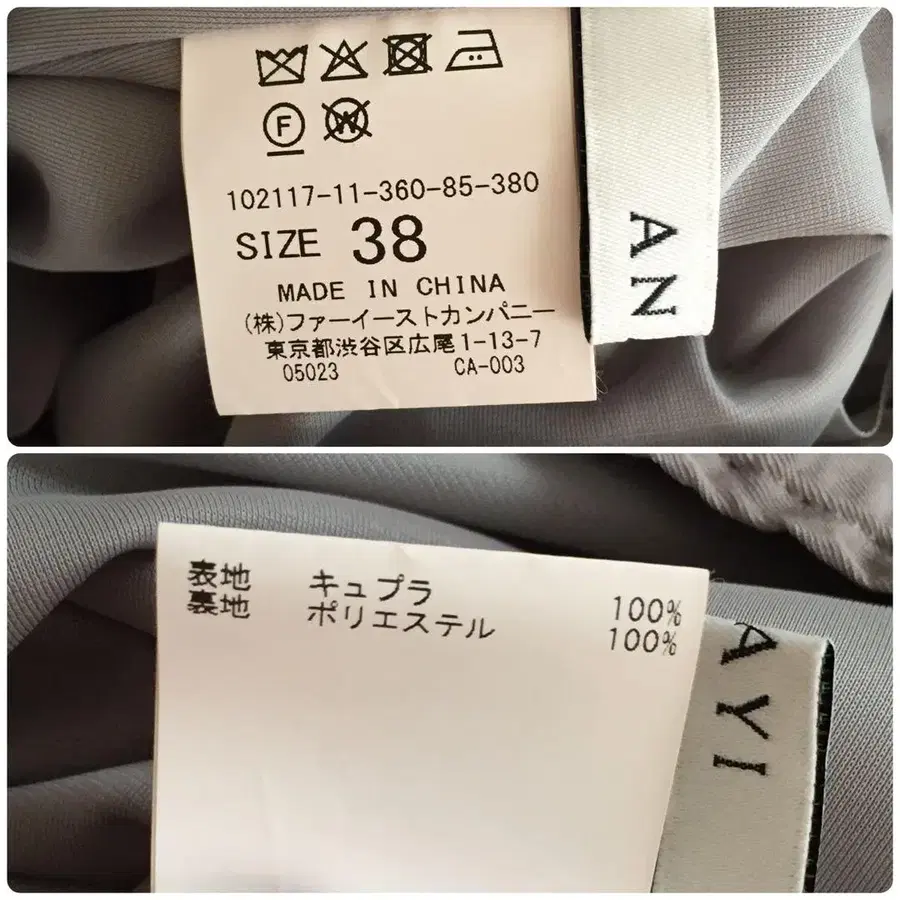 F
W
102117-11-360-85-380
SIZE 38
MADE IN CHINA
(株)ファーイーストカンパニー
東京都渋谷区広尾1-13-7
05023 CA-003
AN
表地 キュプラ 100%
裏地 ポリエステル 100%
AYI